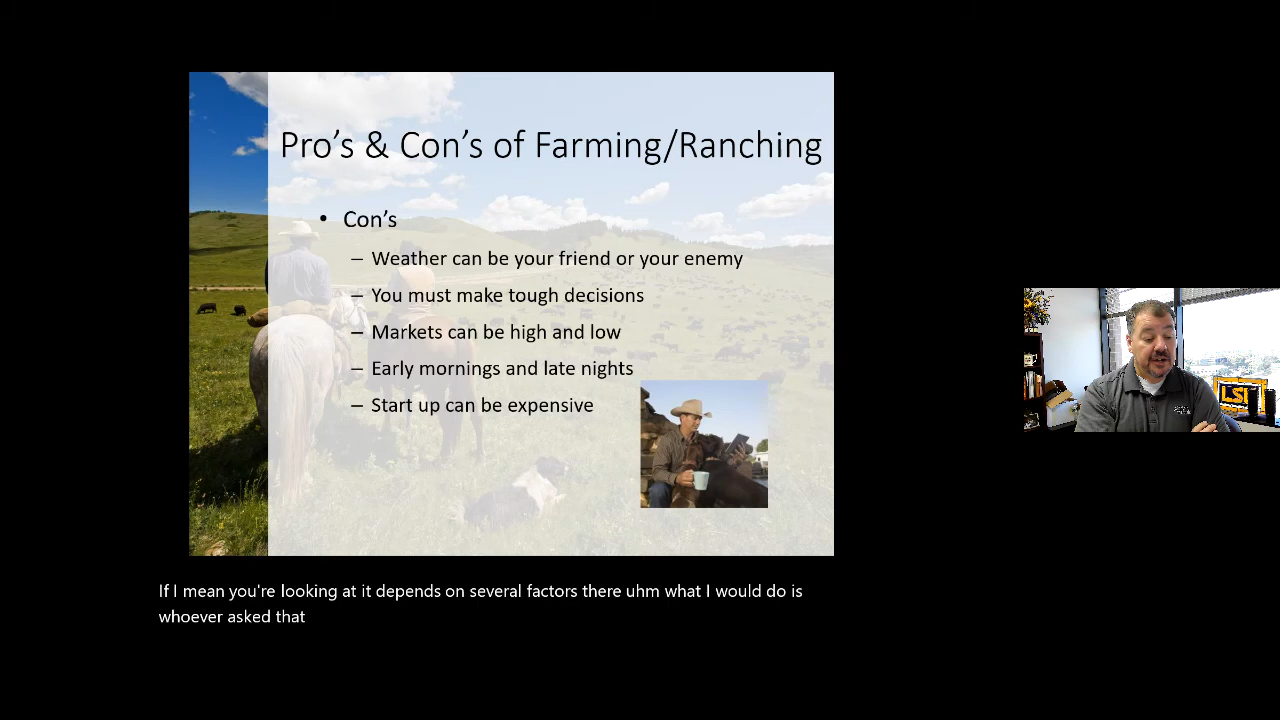 Pro's & Con's of Farming/Ranching
• Con's
– Weather can be your friend or your enemy
– You must make tough decisions
– Markets can be high and low
– Early mornings and late nights
– Start up can be expensive
LSI
If I mean you're looking at it depends on several factors there uhm what I would do is
whoever asked that